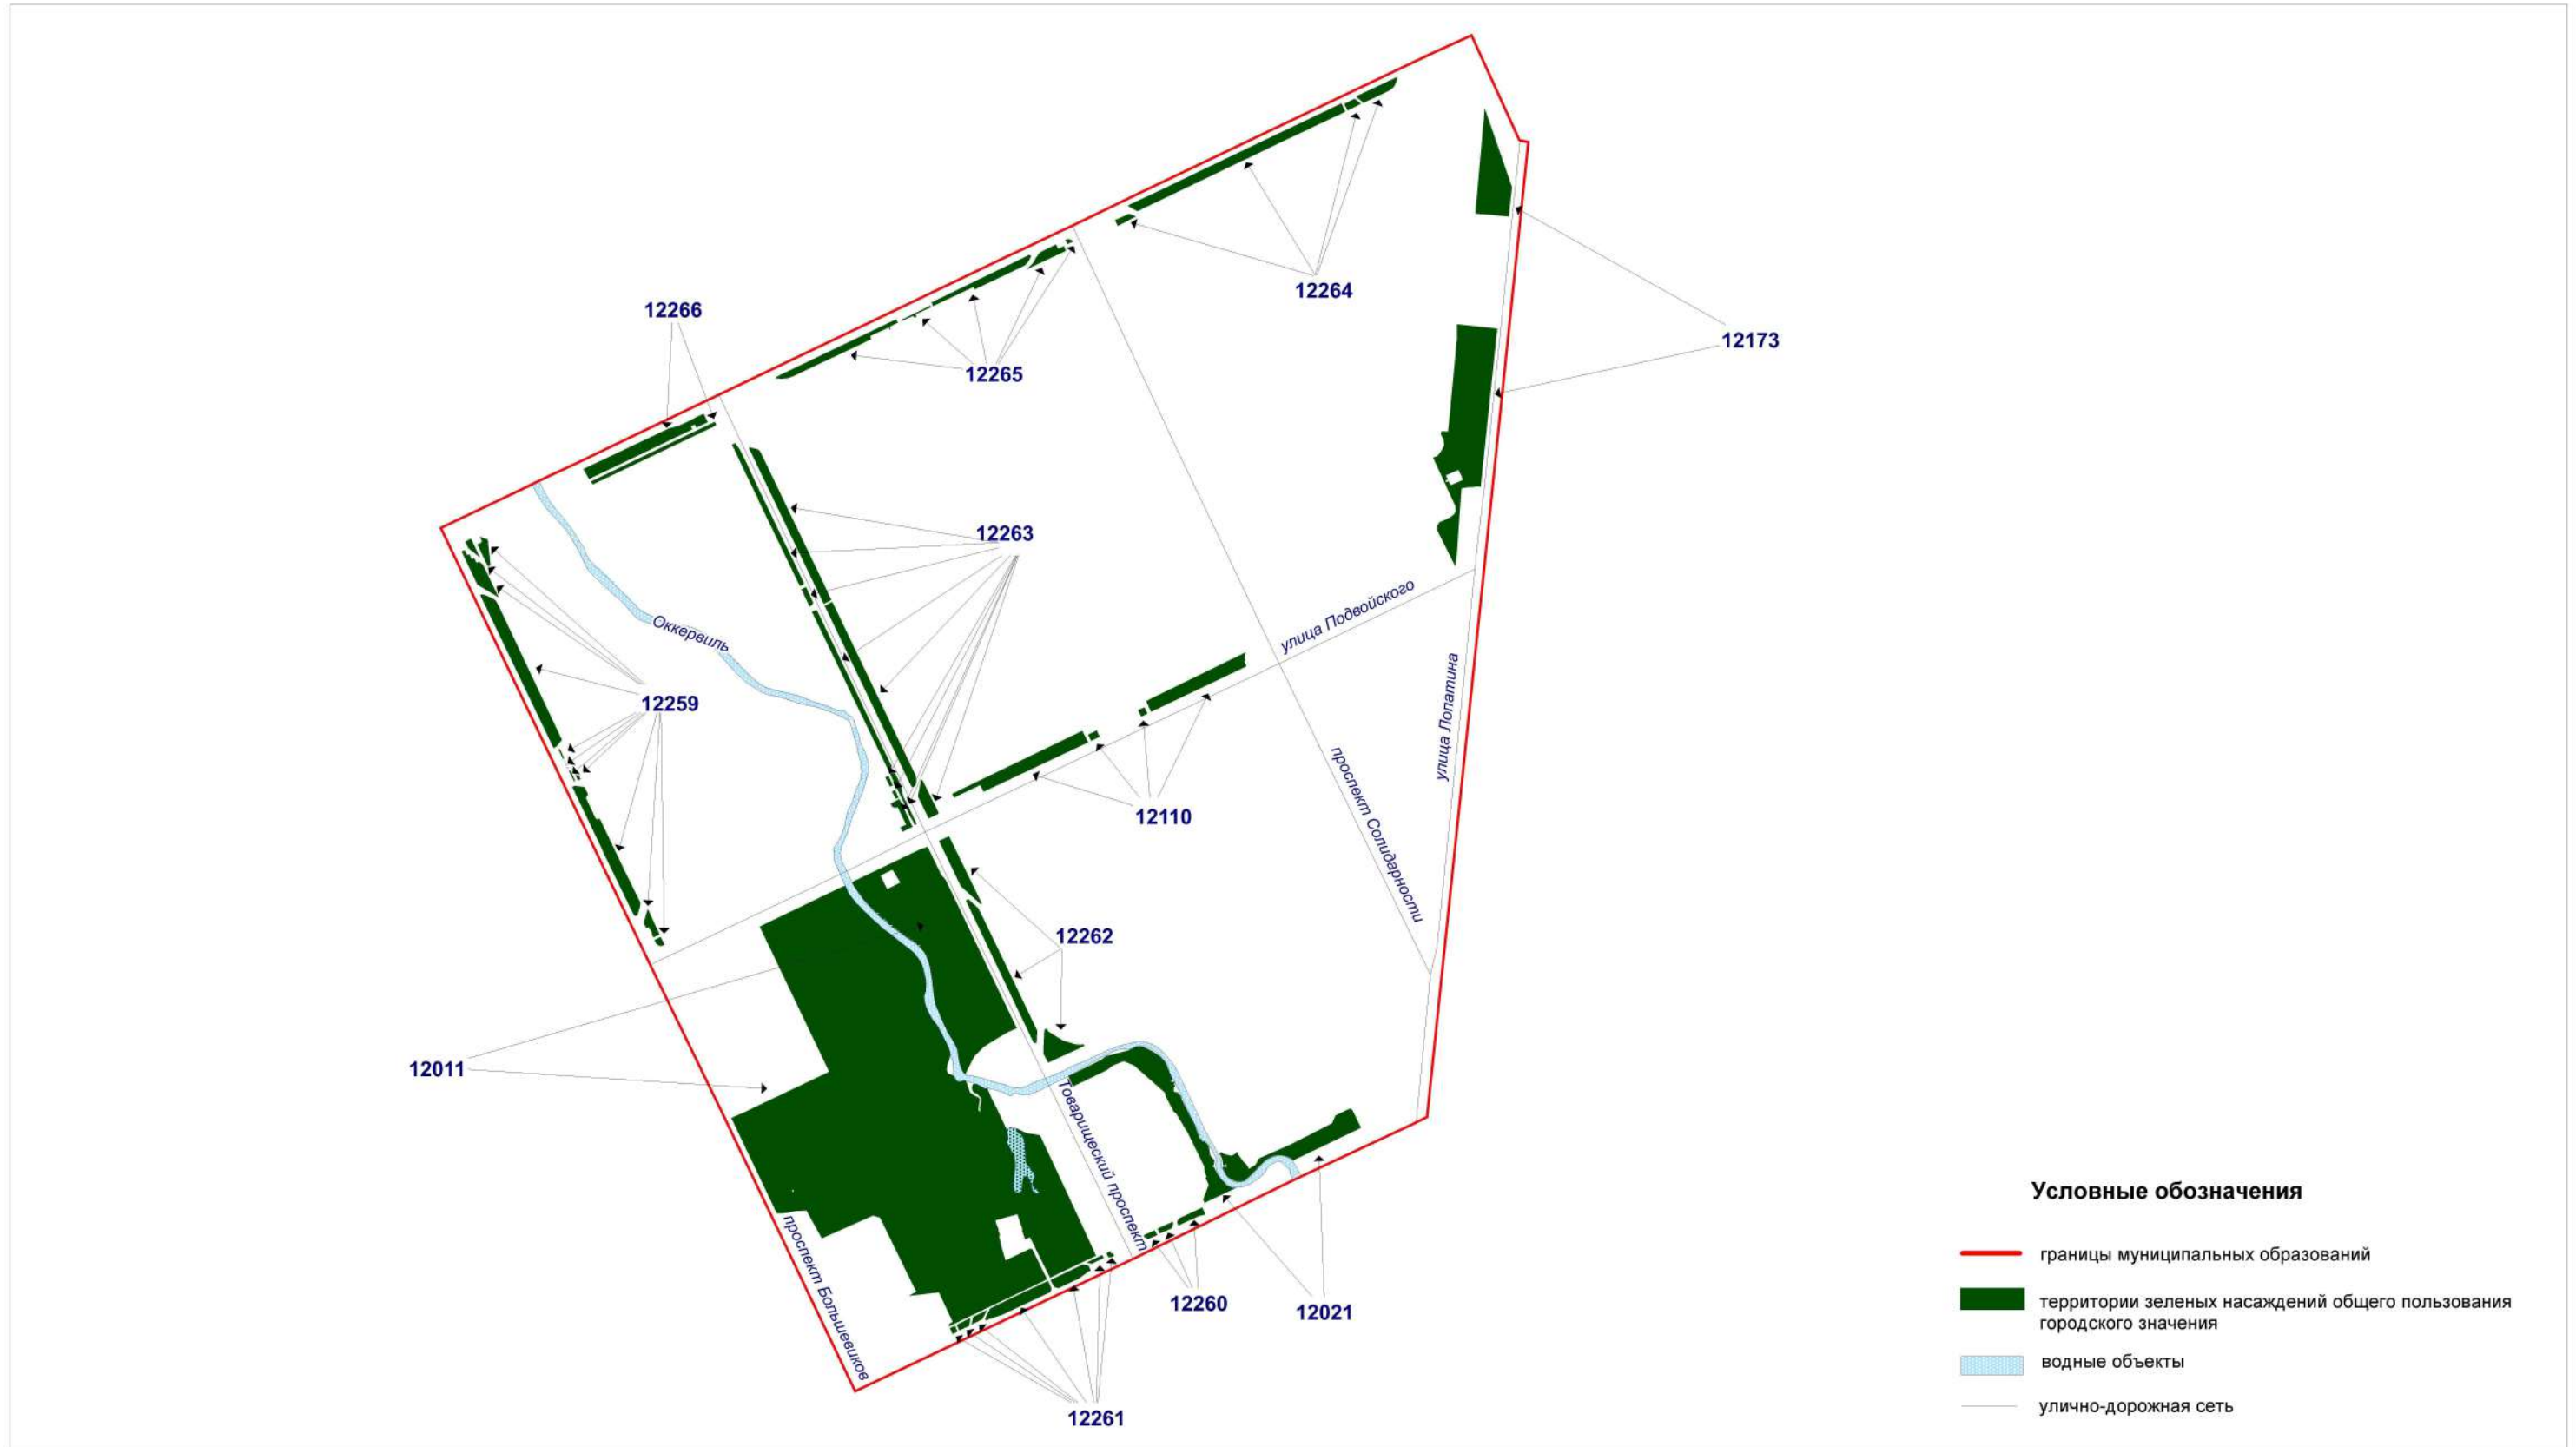 12264
12266
12173
12265
12263
улица Подвойского
Оккервиль
улица Лопатина
12259
12110
проспект Солидарности
12262
12011
Товарищеский проспект
проспект Большевиков
12260
12021
12261
Условные обозначения
границы муниципальных образований
территории зеленых насаждений общего пользования
городского значения
водные объекты
улично-дорожная сеть